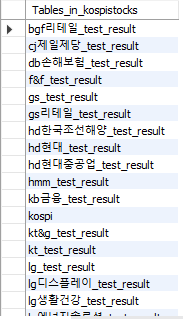 Tables_in_kospistocks
bgf리테일_test_result
cj제일제당_test_result
db손해보험_test_result
f&f_test_result
gs_test_result
gs리테일_test_result
hd한국조선해양_test_result
hd현대_test_result
hd현대중공업_test_result
hmm_test_result
kb금융_test_result
kospi
kt&g_test_result
kt_test_result
lg_test_result
lg디스플레이_test_result
lg생활건강_test_result